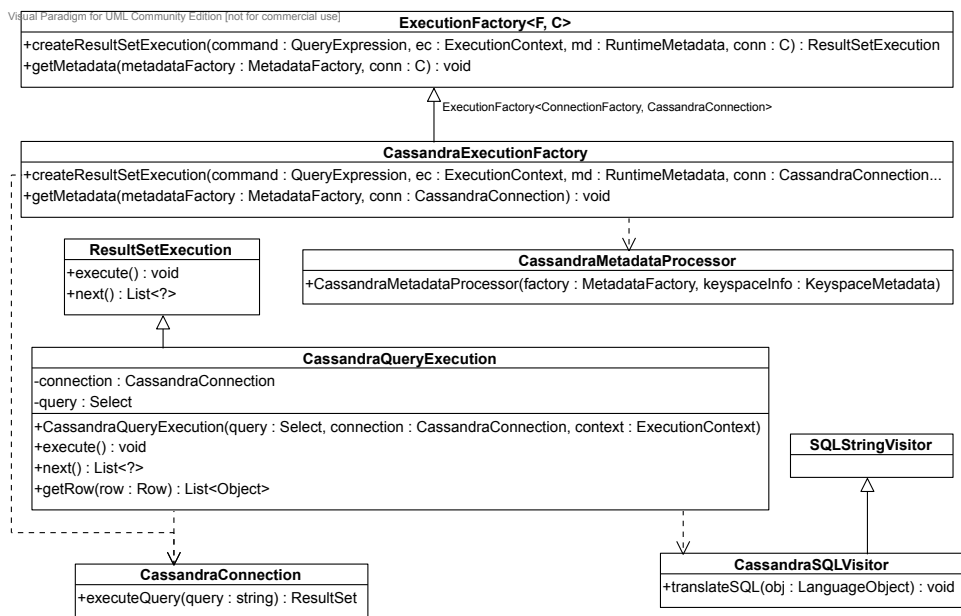 Visual Paradigm for UML Community Edition [not for commercial use]
ExecutionFactory<F, C>
+createResultSetExecution(command : QueryExpression, ec : ExecutionContext, md : RuntimeMetadata, conn : C) : ResultSetExecution
+getMetadata(metadataFactory : MetadataFactory, conn : C) : void
ExecutionFactory<ConnectionFactory, CassandraConnection>
CassandraExecutionFactory
+createResultSetExecution(command : QueryExpression, ec : ExecutionContext, md : RuntimeMetadata, conn : CassandraConnection...
+getMetadata(metadataFactory : MetadataFactory, conn : CassandraConnection) : void
ResultSetExecution
+execute() : void
+next() : List<?>
CassandraMetadataProcessor
+CassandraMetadataProcessor(factory : MetadataFactory, keyspaceInfo : KeyspaceMetadata)
CassandraQueryExecution
-connection : CassandraConnection
-query : Select
+CassandraQueryExecution(query : Select, connection : CassandraConnection, context : ExecutionContext)
+execute() : void
+next() : List<?>
+getRow(row : Row) : List<Object>
SQLStringVisitor
CassandraSQLVisitor
+translateSQL(obj : LanguageObject) : void
CassandraConnection
+executeQuery(query : string) : ResultSet